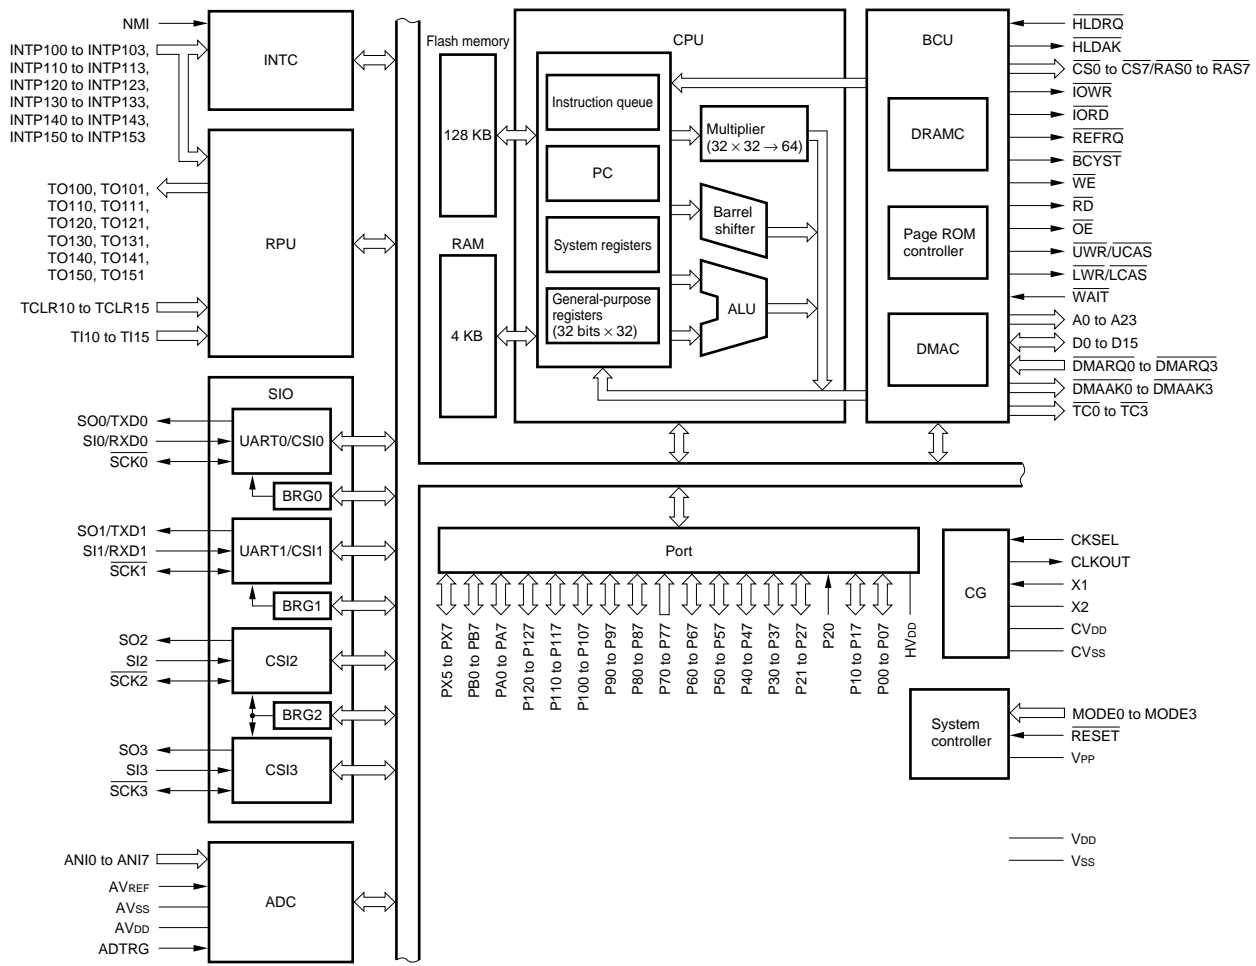 NMI
INTP100 to INTP103,
INTP110 to INTP113,
INTP120 to INTP123,
INTP130 to INTP133,
INTP140 to INTP143,
INTP150 to INTP153
INTC
TO100, TO101,
TO110, TO111,
TO120, TO121,
TO130, TO131,
TO140, TO141,
TO150, TO151
TCLR10 to TCLR15
TI10 to TI15
RPU
SIO
SO0/TXD0
SI0/RXD0
SCK0
UART0/CSI0
BRG0
SO1/TXD1
SI1/RXD1
SCK1
UART1/CSI1
BRG1
SO2
SI2
SCK2
CSI2
BRG2
SO3
SI3
SCK3
CSI3
ANI0 to ANI7
AVREF
AVSS
AVDD
ADTRG
ADC
Flash memory
128 KB
RAM
4 KB
CPU
Instruction queue
PC
System registers
General-purpose
registers
(32 bits × 32)
Multiplier
(32 × 32 → 64)
Barrel
shifter
ALU
BCU
DRAMC
Page ROM
controller
DMAC
HLDRQ
HLDAK
CS0 to CS7/RAS0 to RAS7
IOWR
IORD
REFRQ
BCYST
WE
RD
OE
UWR/UCAS
LWR/LCAS
WAIT
A0 to A23
D0 to D15
DMARQ0 to DMARQ3
DMAAK0 to DMAAK3
TC0 to TC3
Port
PX5 to PX7
PB0 to PB7
PA0 to PA7
P120 to P127
P110 to P117
P100 to P107
P90 to P97
P80 to P87
P70 to P77
P60 to P67
P50 to P57
P40 to P47
P30 to P37
P21 to P27
P20
P10 to P17
P00 to P07
HVDD
CG
CKSEL
CLKOUT
X1
X2
CVDD
CVSS
System
controller
MODE0 to MODE3
RESET
VPP
VDD
VSS